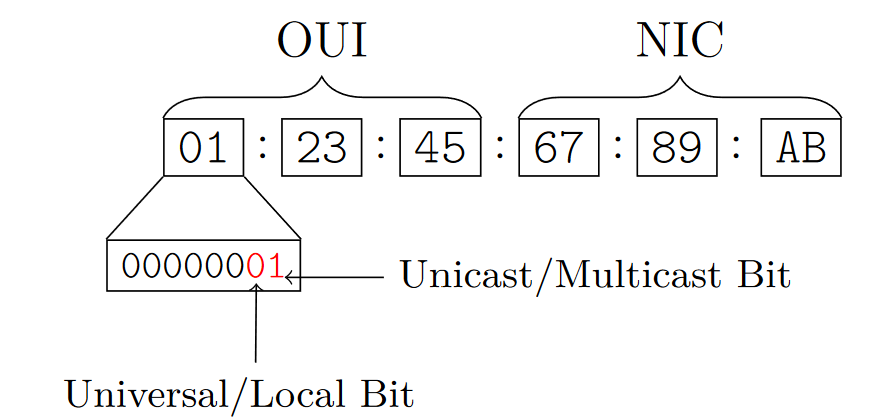 OUI NIC
01 : 23 : 45 : 67 : 89 : AB
00000001
Unicast/Multicast Bit
Universal/Local Bit